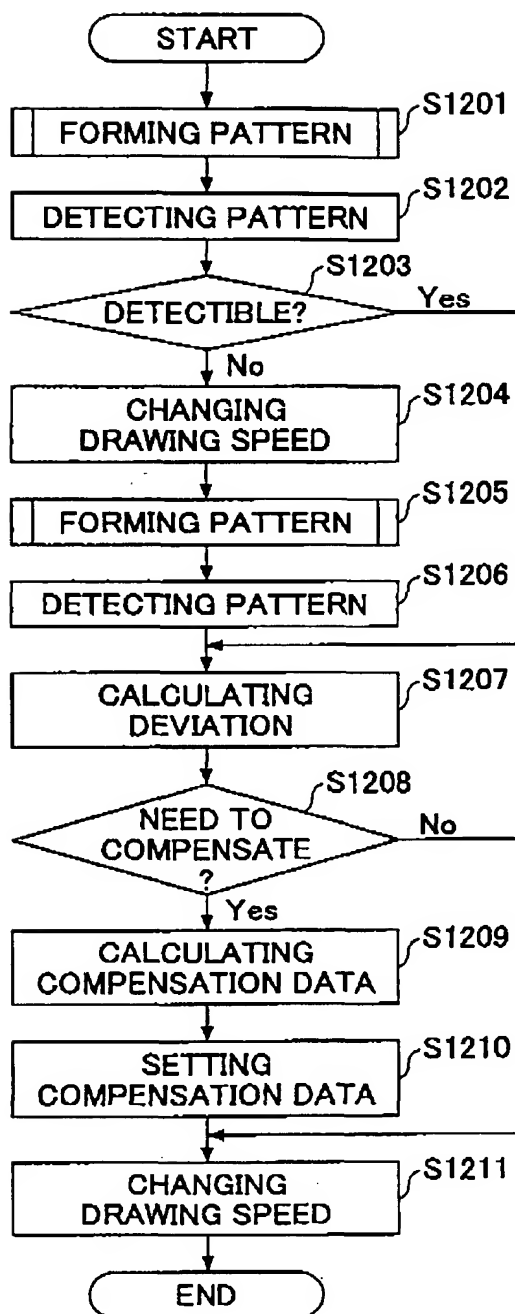 START
FORMING PATTERN
S1201
DETECTING PATTERN
S1202
DETECTIBLE?
S1203
Yes
No
CHANGING
DRAWING SPEED
S1204
FORMING PATTERN
S1205
DETECTING PATTERN
S1206
CALCULATING
DEVIATION
S1207
NEED TO
COMPENSATE
?
S1208
No
Yes
CALCULATING
COMPENSATION DATA
S1209
SETTING
COMPENSATION DATA
S1210
CHANGING
DRAWING SPEED
S1211
END